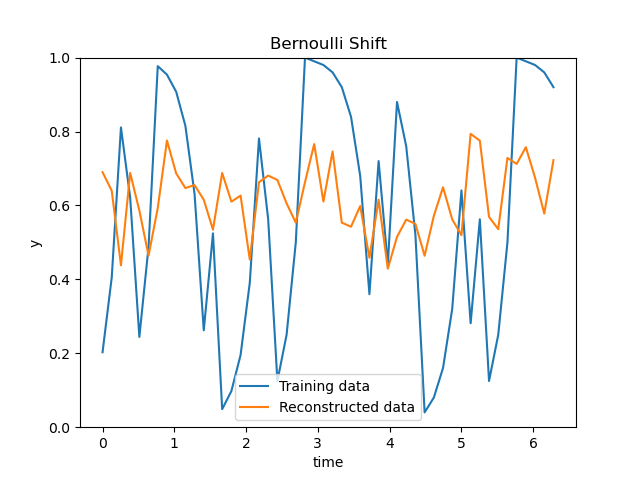 Bernoulli Shift
1.0
0.8
0.6
0.4
0.2
0.0
y
Training data
Reconstructed data
0 1 2 3 4 5 6
time